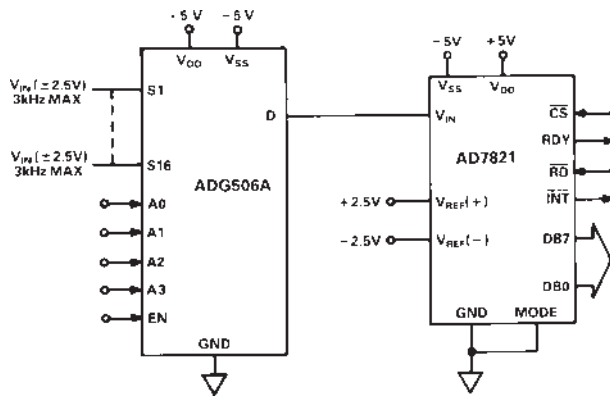 -5V -5V
VDD VSS
VIN (±2.5V) S1
3kHz MAX
D
VIN (±2.5V) S16
3kHz MAX
ADG506A
A0
A1
A2
A3
EN
GND
-5V +5V
VSS VDD
VIN
AD7821
CS
RDY
RD
INT
+2.5V VREF(+)
-2.5V VREF(−)
DB7
DB0
GND MODE